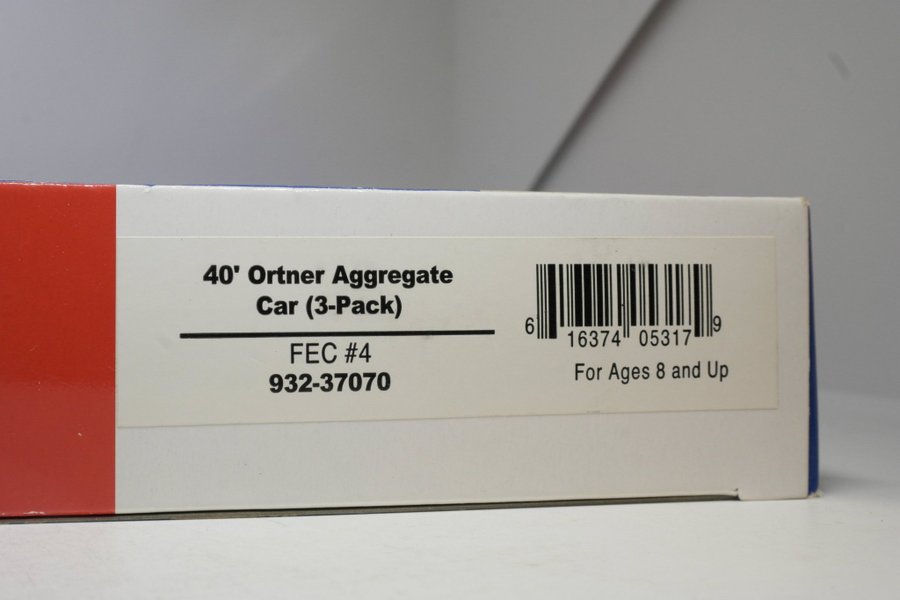 40' Ortner Aggregate
Car (3-Pack)
FEC #4
932-37070
6 16374 05317 9
For Ages 8 and Up